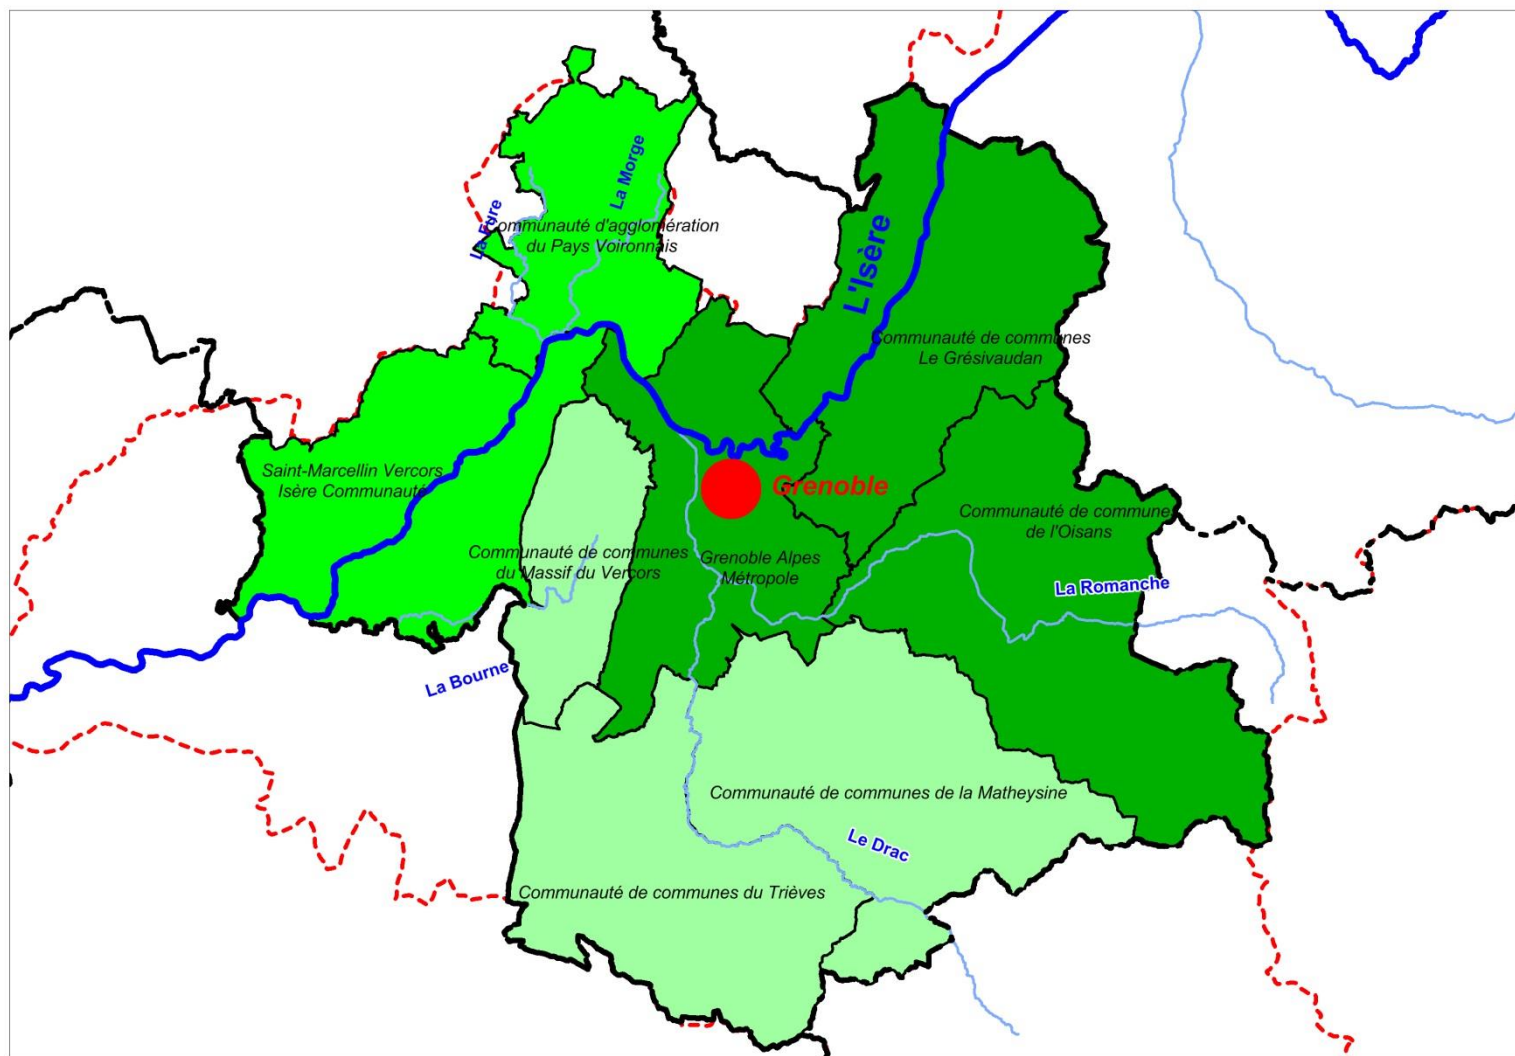 La Morge
La Fure
Communauté d'agglomération
du Pays Voironnais
L'Isère
Communauté de communes
Le Grésivaudan
Saint-Marcellin Vercors
Isère Communauté
Grenoble
Communauté de communes
de l'Oisans
Communauté de communes
du Massif du Vercors
Grenoble Alpes
Métropole
La Romanche
La Bourne
Communauté de communes de la Matheysine
Le Drac
Communauté de communes du Trièves